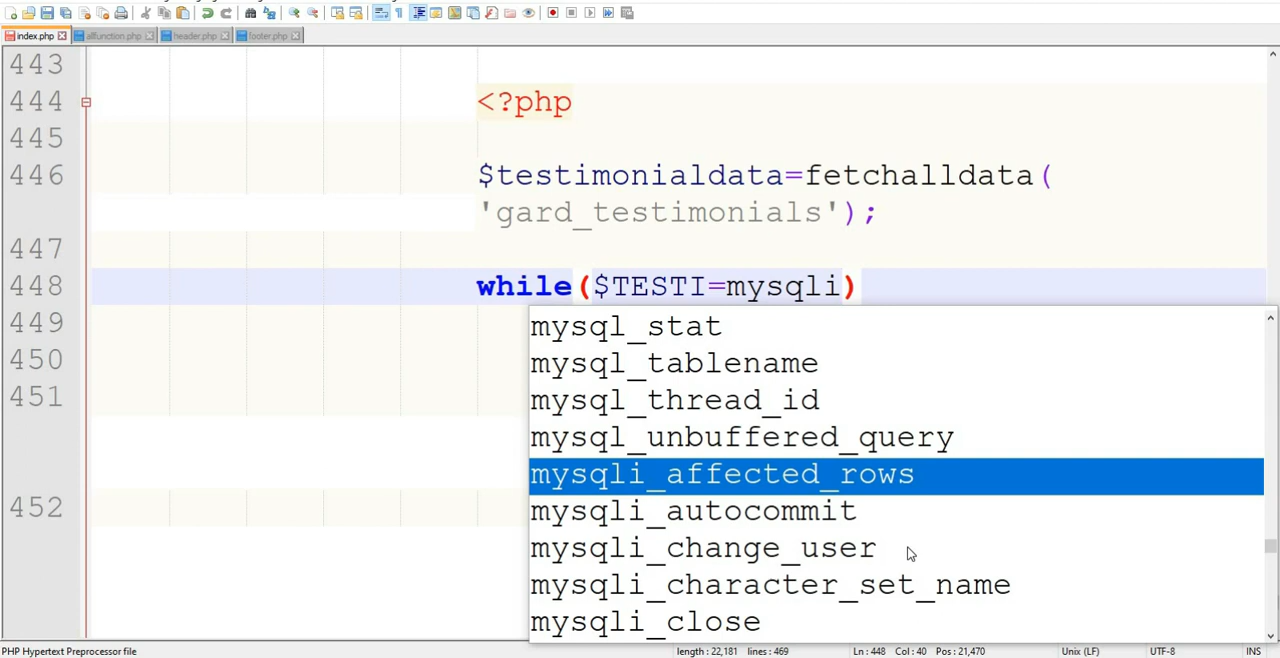 index.php
allfunction.php
header.php
footer.php
443
444 <?php
445
446 $testimonialdata=fetchalldata(
'gard_testimonials');
447
448 while($TESTI=mysqli)
449
450
451
452
mysql_stat
mysql_tablename
mysql_thread_id
mysql_unbuffered_query
mysqli_affected_rows
mysqli_autocommit
mysqli_change_user
mysqli_character_set_name
mysqli_close
PHP Hypertext Preprocessor file length : 22,181 lines : 469 Ln : 448 Col : 40 Pos : 21,470 Unix (LF) UTF-8 INS